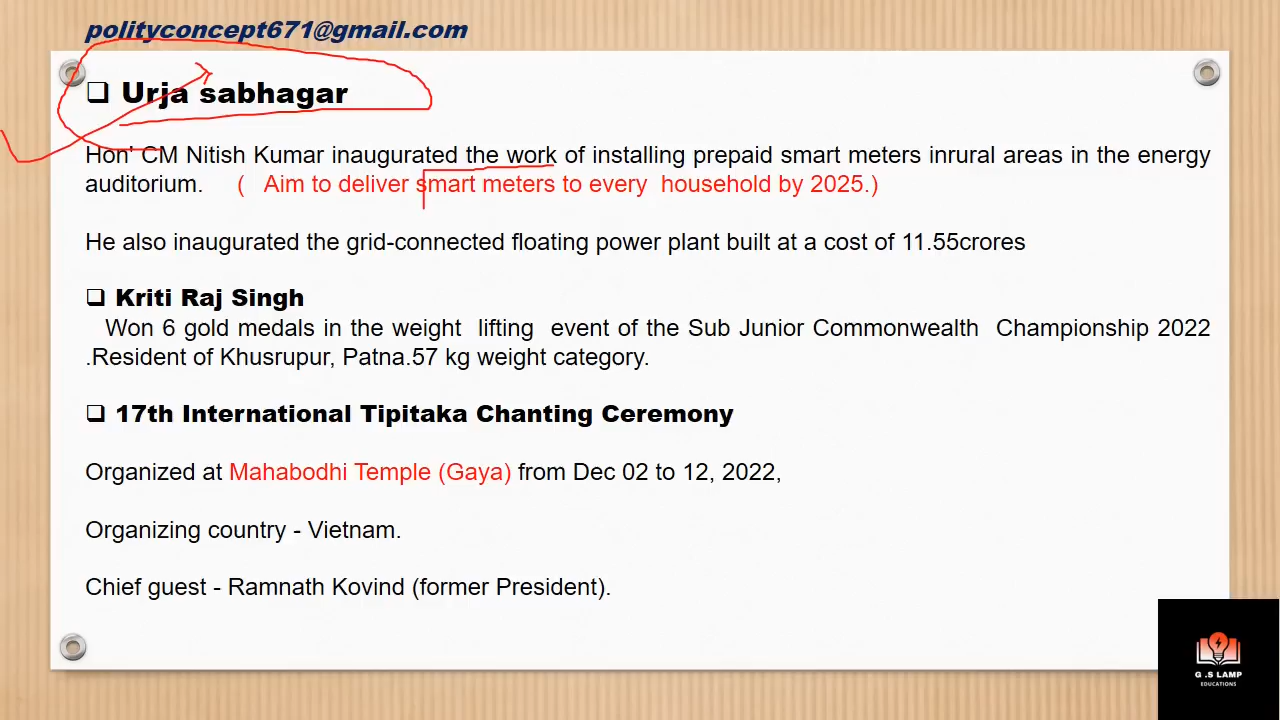 polityconcept671@gmail.com
❑ Urja sabhagar
Hon' CM Nitish Kumar inaugurated the work of installing prepaid smart meters inrural areas in the energy
auditorium. ( Aim to deliver smart meters to every household by 2025.)
He also inaugurated the grid-connected floating power plant built at a cost of 11.55crores
❑ Kriti Raj Singh
Won 6 gold medals in the weight lifting event of the Sub Junior Commonwealth Championship 2022
.Resident of Khusrupur, Patna.57 kg weight category.
❑ 17th International Tipitaka Chanting Ceremony
Organized at Mahabodhi Temple (Gaya) from Dec 02 to 12, 2022,
Organizing country - Vietnam.
Chief guest - Ramnath Kovind (former President).
G .S LAMP
EDUCATIONS